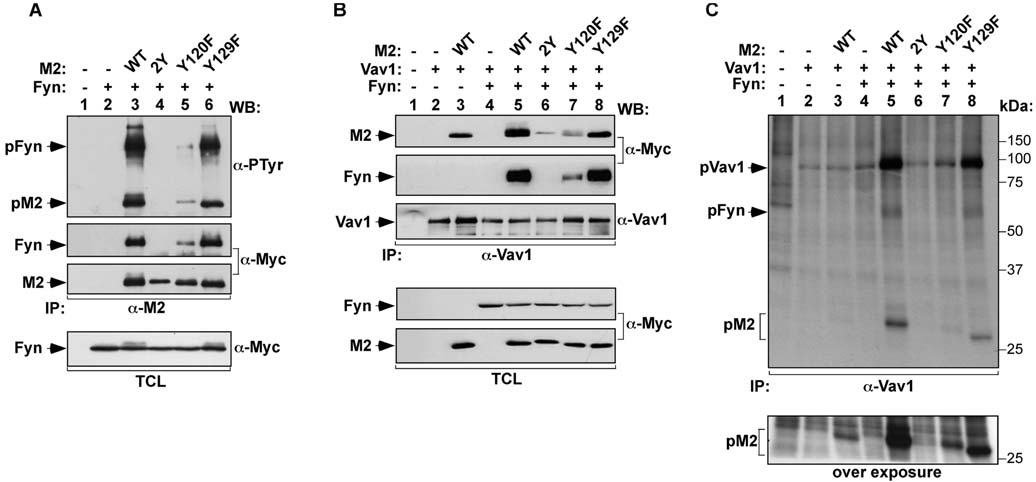 A
M2: - - WT 2Y Y120F Y129F
Fyn: - + + + + +
1 2 3 4 5 6 WB:
pFyn
α-PTyr
pM2
Fyn
α-Myc
M2
IP: α-M2
Fyn α-Myc
TCL
B
M2: - - WT - WT 2Y Y120F Y129F
Vav1: - + + + + + + +
Fyn: - - - + + + + +
1 2 3 4 5 6 7 8 WB:
M2
α-Myc
Fyn
Vav1 α-Vav1
IP: α-Vav1
Fyn
α-Myc
M2
TCL
C
M2: - - WT - WT 2Y Y120F Y129F
Vav1: - + + + + + + +
Fyn: - - - + + + + +
1 2 3 4 5 6 7 8 kDa:
150
pVav1 100
75
pFyn
50
37
pM2
25
IP: α-Vav1
pM2
25
over exposure